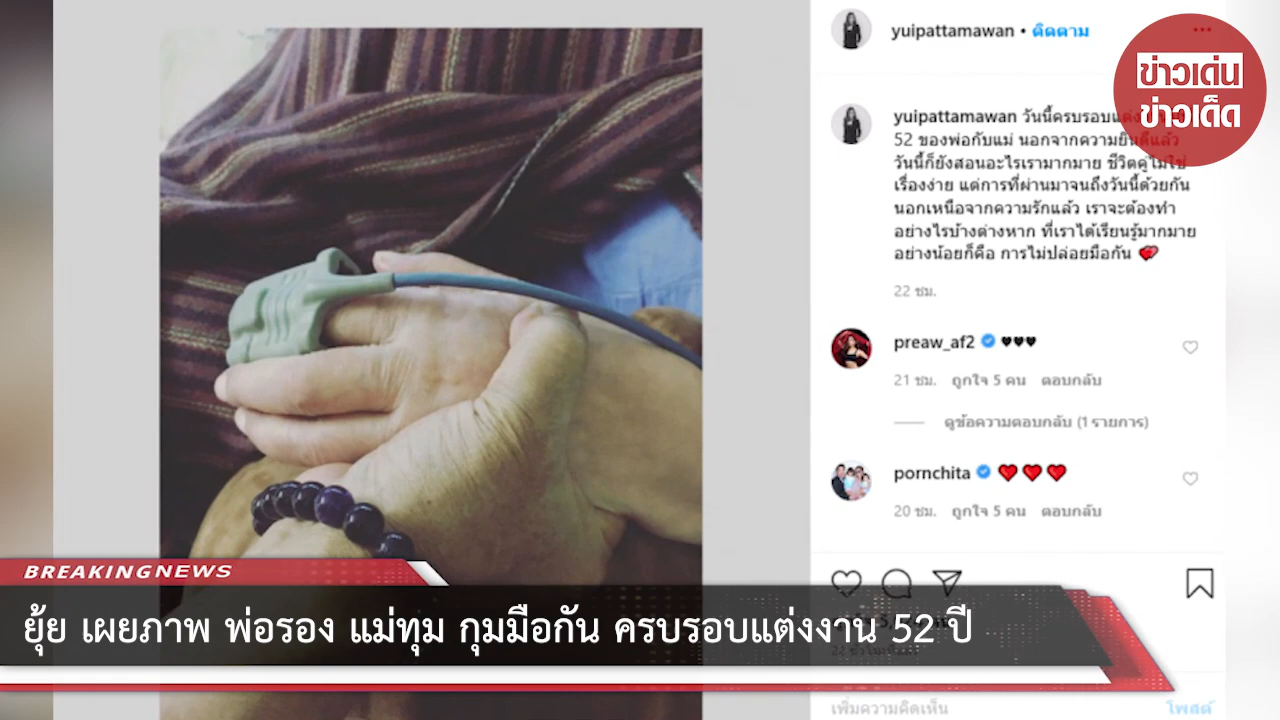 yuipattamawan • ติดตาม
ข่าวเด่น
ข่าวเด็ด
yuipattamawan วันนี้ครบรอบแต่ง
52 ของพ่อกับแม่ นอกจากความยินดีแล้ว
วันนี้ก็ยังสอนอะไรเรามากมาย ชีวิตคู่ไม่ใช่
เรื่องง่าย แต่การที่ผ่านมาจนถึงวันนี้ด้วยกัน
นอกเหนือจากความรักแล้ว เราจะต้องทำ
อย่างไรบ้างต่างหาก ที่เราได้เรียนรู้มากมาย
อย่างน้อยก็คือ การไม่ปล่อยมือกัน 💕
22 ชม.
preaw_af2 ♥♥♥
21 ชม. ถูกใจ 5 คน ตอบกลับ
ดูข้อความตอบกลับ (1 รายการ)
pornchita ❤️❤️❤️
20 ชม. ถูกใจ 5 คน ตอบกลับ
BREAKINGNEWS
ยุ้ย เผยภาพ พ่อรอง แม่ทุม กุมมือกัน ครบรอบแต่งงาน 52 ปี
เพิ่มความคิดเห็น
โพสต์